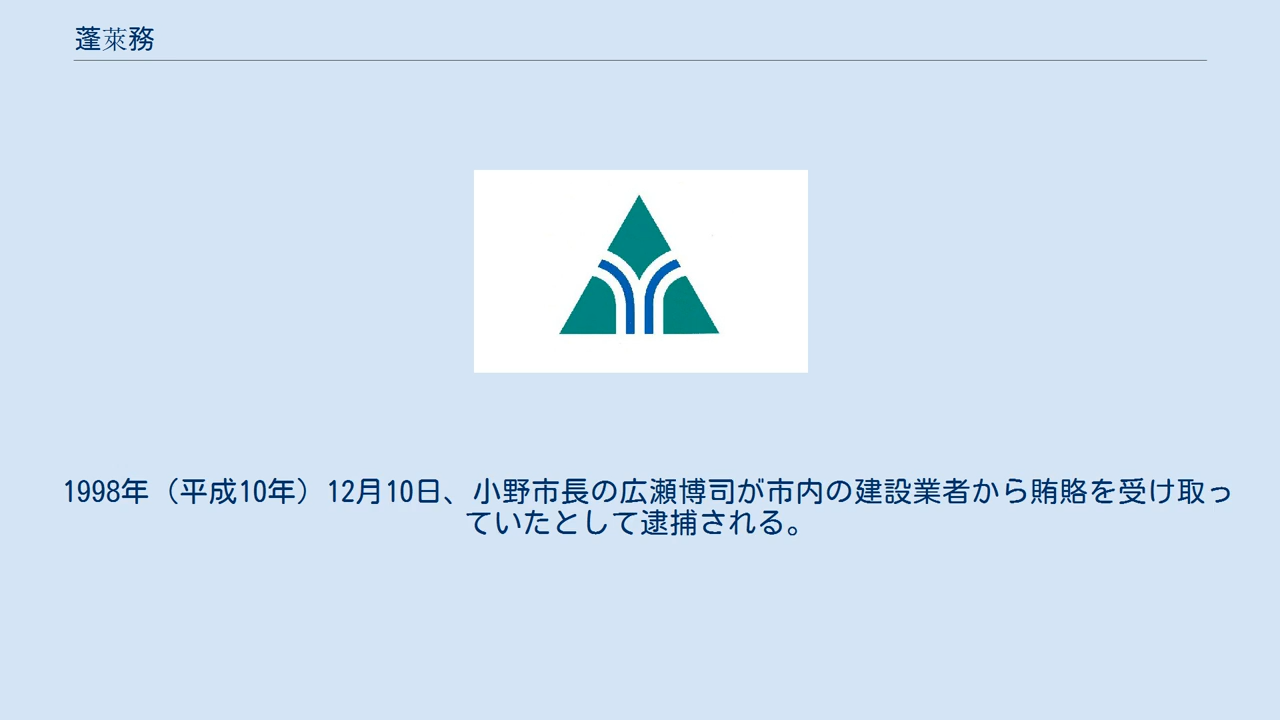 蓬萊務
1998年（平成10年）12月10日、小野市長の広瀬博司が市内の建設業者から賄賂を受け取っ
ていたとして逮捕される。